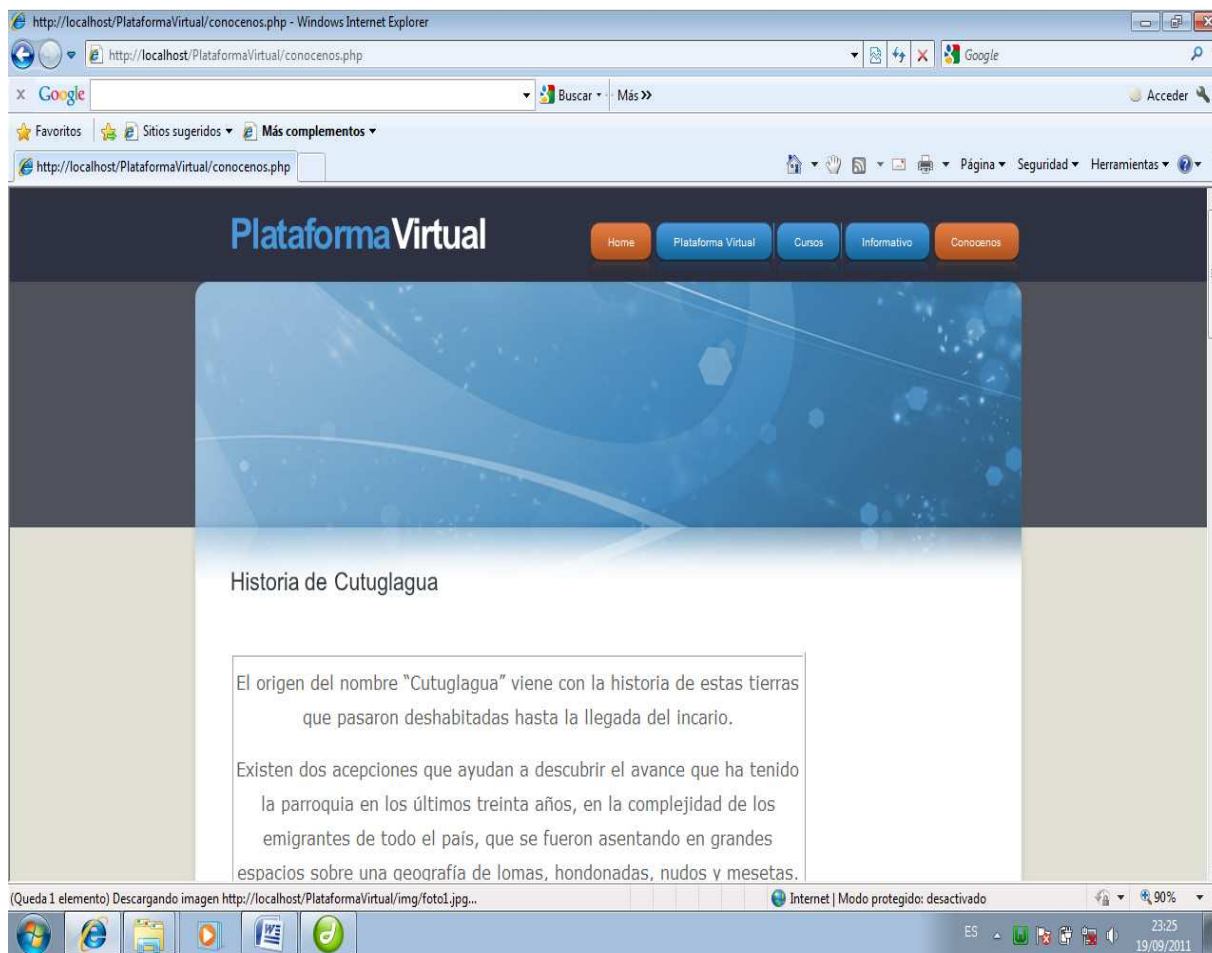 http://localhost/PlataformaVirtual/conocenos.php - Windows Internet Explorer
http://localhost/PlataformaVirtual/conocenos.php
Google
x Google
Buscar
Más
Acceder
Favoritos
Sitios sugeridos
Más complementos
http://localhost/PlataformaVirtual/conocenos.php
Página
Seguridad
Herramientas
PlataformaVirtual
Home
Plataforma Virtual
Cursos
Informativo
Conocenos
Historia de Cutuglagua
El origen del nombre “Cutuglagua” viene con la historia de estas tierras
que pasaron deshabitadas hasta la llegada del incario.
Existen dos acepciones que ayudan a descubrir el avance que ha tenido
la parroquia en los últimos treinta años, en la complejidad de los
emigrantes de todo el país, que se fueron asentando en grandes
espacios sobre una geografía de lomas, hondonadas, nudos y mesetas.
(Queda 1 elemento) Descargando imagen http://localhost/PlataformaVirtual/img/foto1.jpg...
Internet | Modo protegido: desactivado
90%
ES
23:25
19/09/2011